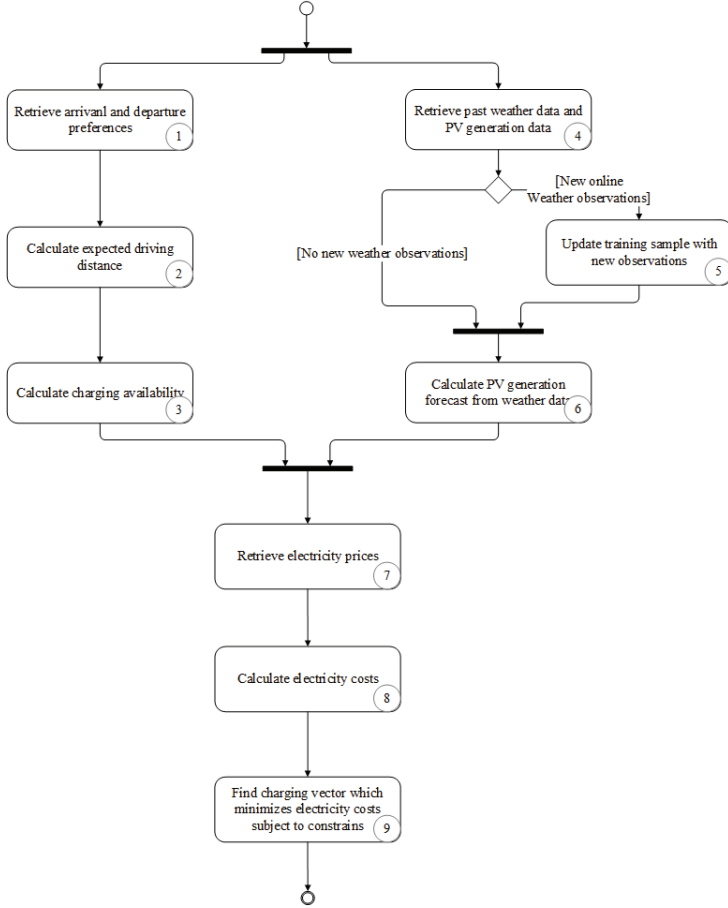 Retrieve arrivanl and departure
preferences
1
Retrieve past weather data and
PV generation data
4
[New online
Weather observations]
Calculate expected driving
distance
2
[No new weather observations]
Update training sample with
new observations
5
Calculate charging availability
3
Calculate PV generation
forecast from weather data
6
Retrieve electricity prices
7
Calculate electricity costs
8
Find charging vector which
minimizes electricity costs
subject to constrains
9